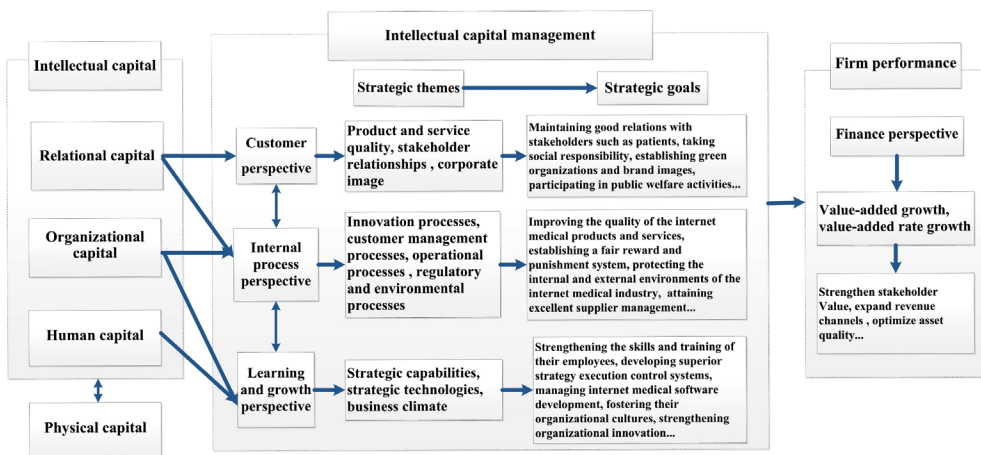 Intellectual capital management
Intellectual capital
Firm performance
Strategic themes
Strategic goals
Relational capital
Organizational
capital
Human capital
Physical capital
Customer
perspective
Product and service
quality, stakeholder
relationships , corporate
image
Maintaining good relations with
stakeholders such as patients, taking
social responsibility, establishing green
organizations and brand images,
participating in public welfare activities...
Internal
process
perspective
Innovation processes,
customer management
processes, operational
processes , regulatory
and environmental
processes
Improving the quality of the internet
medical products and services,
establishing a fair reward and
punishment system, protecting the
internal and external environments of the
internet medical industry, attaining
excellent supplier management...
Learning
and growth
perspective
Strategic capabilities,
strategic technologies,
business climate
Strengthening the skills and training of
their employees, developing superior
strategy execution control systems,
managing internet medical software
development, fostering their
organizational cultures, strengthening
organizational innovation...
Finance perspective
Value-added growth,
value-added rate growth
Strengthen stakeholder
Value, expand revenue
channels , optimize asset
quality...